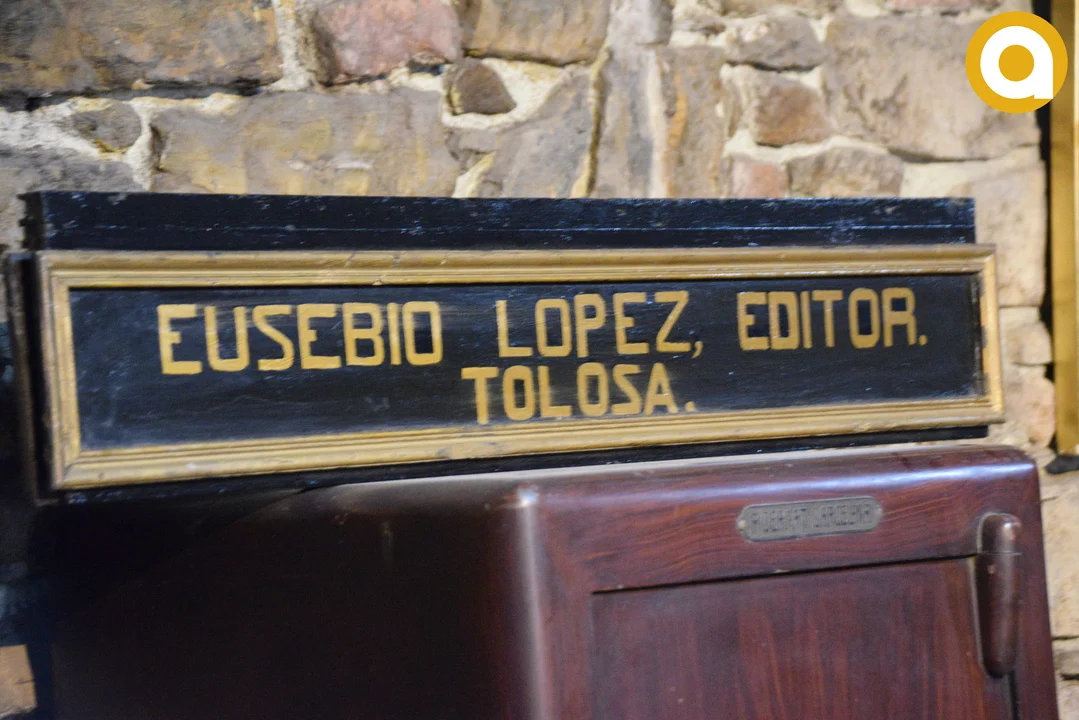 EUSEBIO LOPEZ, EDITOR.
TOLOSA.